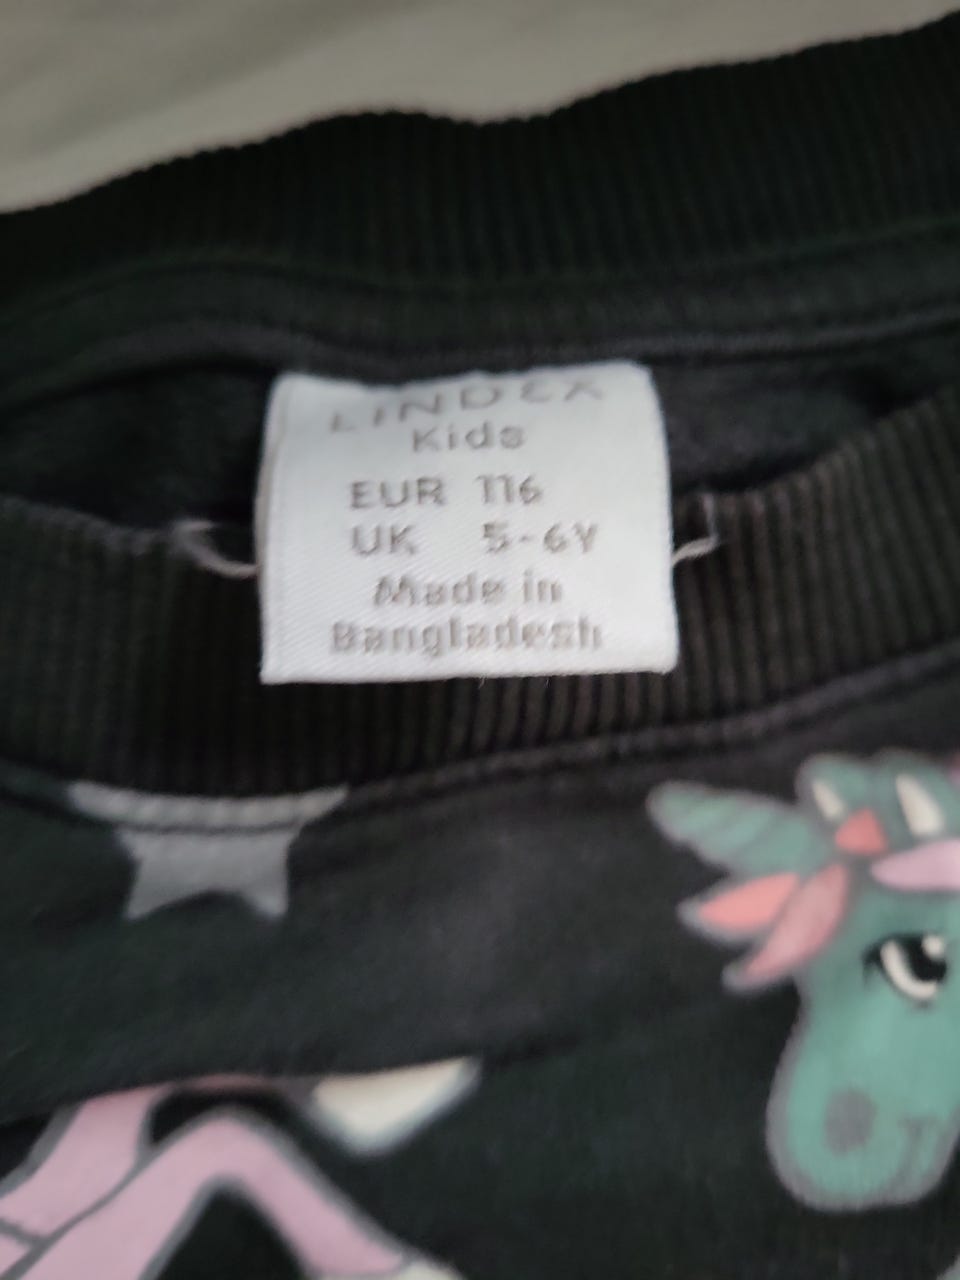 LINDEX
Kids
EUR 116
UK 5-6Y
Made in
Bangladesh